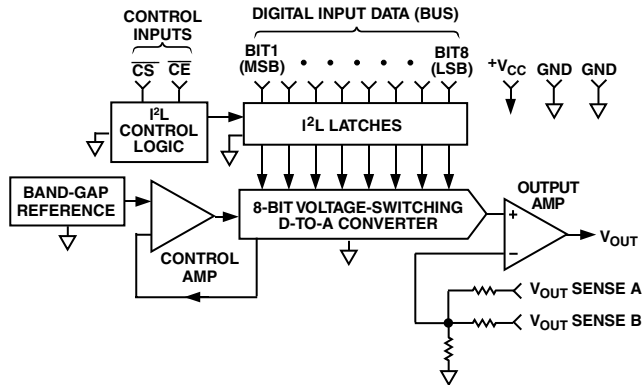 CONTROL
INPUTS
DIGITAL INPUT DATA (BUS)
CS CE
BIT1
(MSB)
BIT8
(LSB)
+VCC GND GND
I²L
CONTROL
LOGIC
I²L LATCHES
BAND-GAP
REFERENCE
CONTROL
AMP
8-BIT VOLTAGE-SWITCHING
D-TO-A CONVERTER
OUTPUT
AMP
+
–
VOUT
VOUT SENSE A
VOUT SENSE B